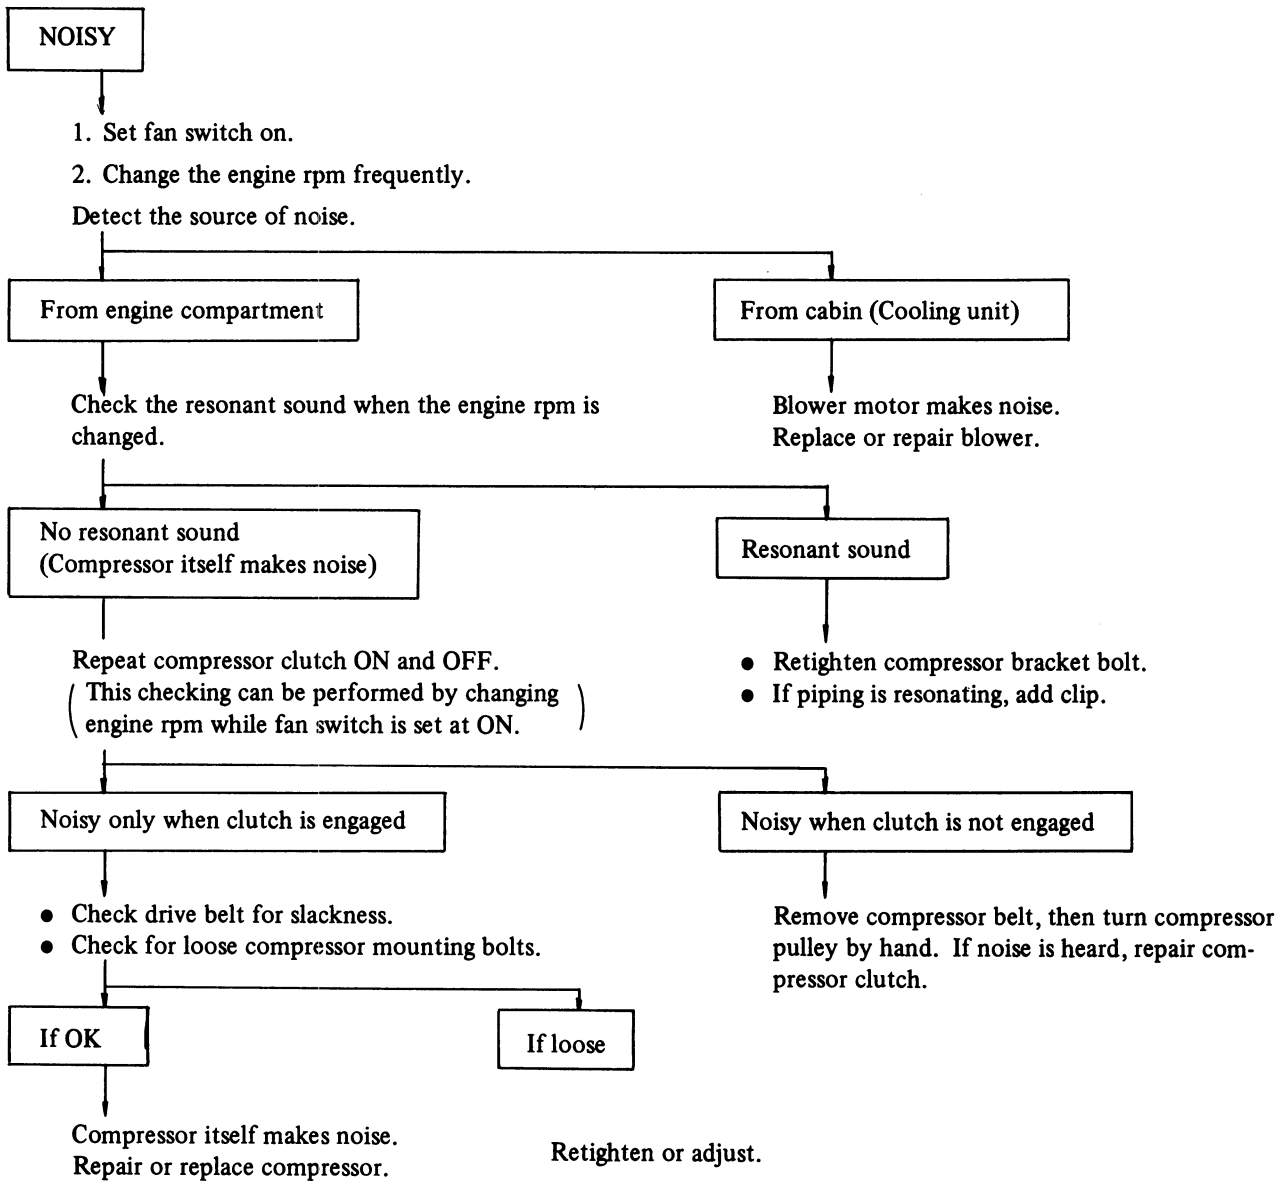 NOISY
1. Set fan switch on.
2. Change the engine rpm frequently.
Detect the source of noise.
From engine compartment
From cabin (Cooling unit)
Check the resonant sound when the engine rpm is
changed.
Blower motor makes noise.
Replace or repair blower.
No resonant sound
(Compressor itself makes noise)
Resonant sound
Repeat compressor clutch ON and OFF.
(This checking can be performed by changing
engine rpm while fan switch is set at ON.)
● Retighten compressor bracket bolt.
● If piping is resonating, add clip.
Noisy only when clutch is engaged
Noisy when clutch is not engaged
● Check drive belt for slackness.
● Check for loose compressor mounting bolts.
Remove compressor belt, then turn compressor
pulley by hand. If noise is heard, repair com-
pressor clutch.
If OK
If loose
Compressor itself makes noise.
Repair or replace compressor.
Retighten or adjust.